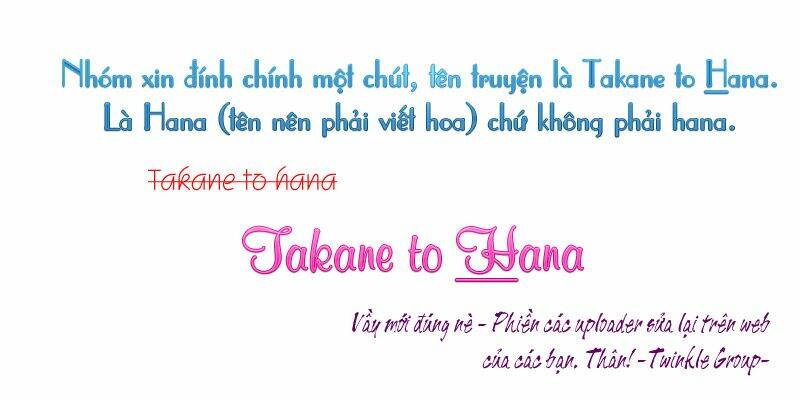 Nhóm xin đính chính một chút, tên truyện là Takane to Hana.
Là Hana (tên nên phải viết hoa) chứ không phải hana.
Takane to hana
Takane to Hana
Vầy mới đúng nè - Phiền các uploader sửa lại trên web
của các bạn. Thân! -Twinkle Group-